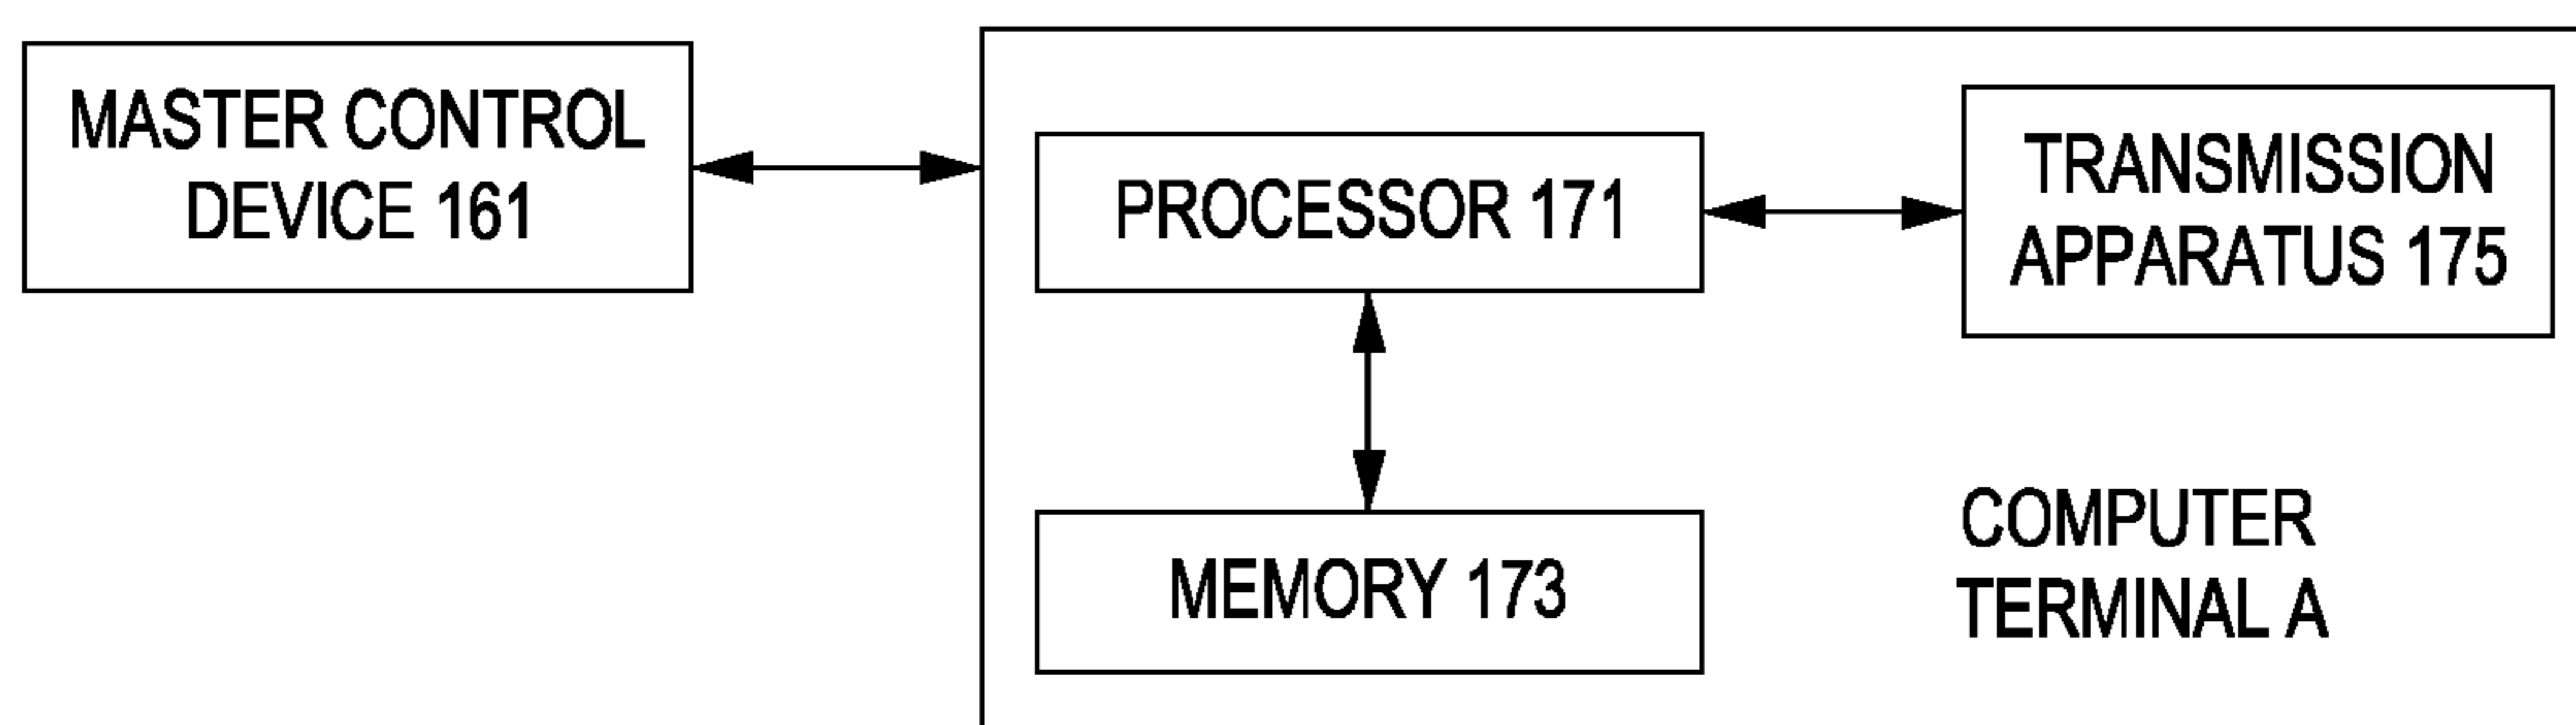 MASTER CONTROL
DEVICE 161
PROCESSOR 171
TRANSMISSION
APPARATUS 175
MEMORY 173
COMPUTER
TERMINAL A